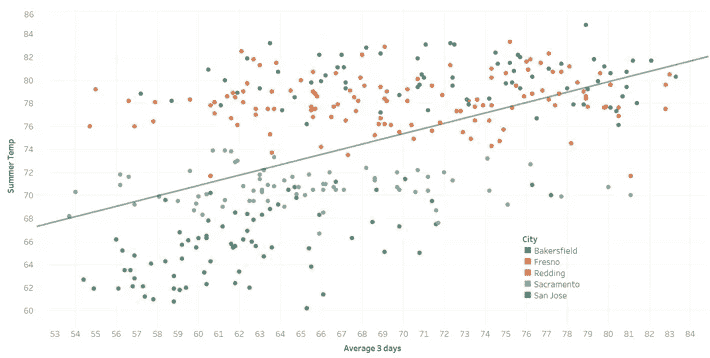 86
84
82
80
78
76
74
72
70
68
66
64
62
60
Summer Temp
53 54 55 56 57 58 59 60 61 62 63 64 65 66 67 68 69 70 71 72 73 74 75 76 77 78 79 80 81 82 83 84
Average 3 days
City
Bakersfield
Fresno
Redding
Sacramento
San Jose